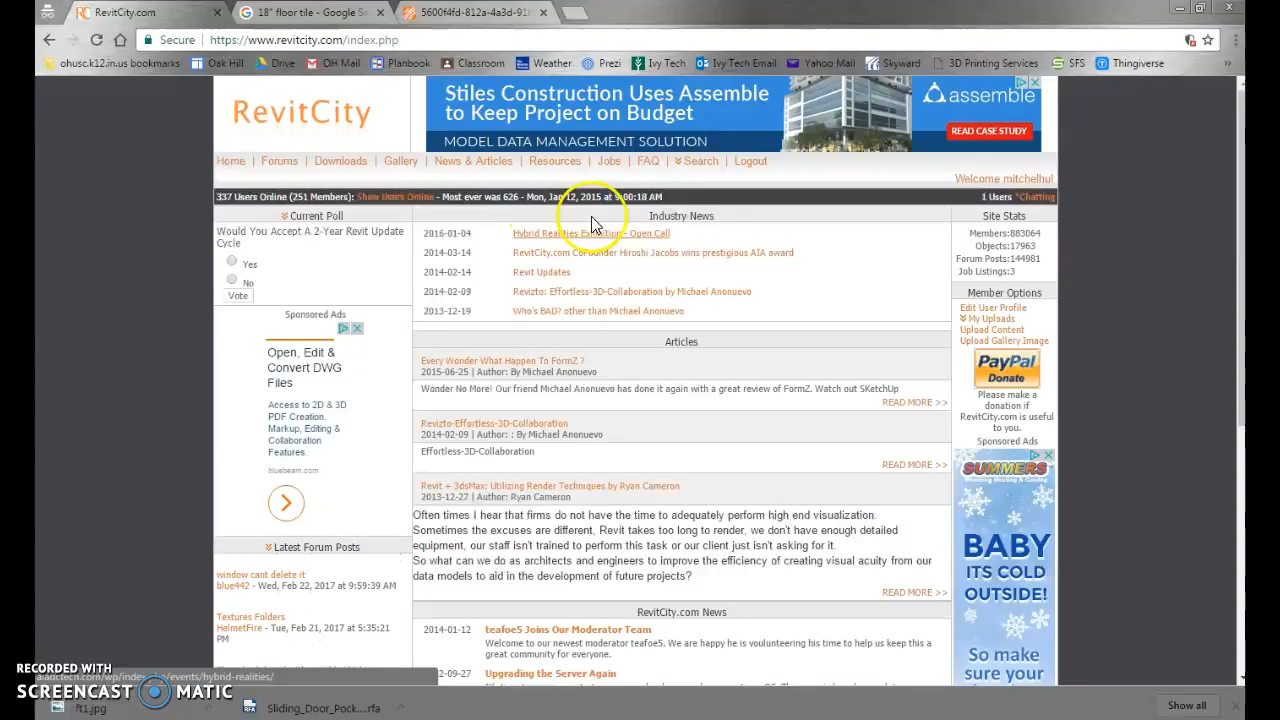 RevitCity.com
18" floor tile - Google S
5600f4fd-812a-4a3d-91
Secure
https://www.revitcity.com/index.php
ohusc.k12.in.us bookmarks
Oak Hill
Drive
OH Mail
Planbook
Classroom
Weather
Prezi
Ivy Tech
Ivy Tech Email
Yahoo Mail
Skyward
3D Printing Services
SFS
Thingiverse
RevitCity
Stiles Construction Uses Assemble
to Keep Project on Budget
MODEL DATA MANAGEMENT SOLUTION
assemble
READ CASE STUDY
Home | Forums | Downloads | Gallery | News & Articles | Resources | Jobs | FAQ | Search | Logout
Welcome mitchelhu!
337 Users Online (251 Members): Show Users Online - Most ever was 626 - Mon, Jan 12, 2015 at 9:00:18 AM
1 Users *Chatting
Current Poll
Would You Accept A 2-Year Revit Update
Cycle
Yes
No
Vote
Sponsored Ads
Open, Edit &
Convert DWG
Files
Access to 2D & 3D
PDF Creation,
Markup, Editing &
Collaboration
Features.
bluebeam.com
Latest Forum Posts
window cant delete it
blue442 - Wed, Feb 22, 2017 at 9:59:39 AM
Textures Folders
HelmetFire - Tue, Feb 21, 2017 at 5:35:21
PM
Industry News
2016-01-04 Hybrid Realities Exhibition - Open Call
2014-03-14 RevitCity.com CoFounder Hiroshi Jacobs wins prestigious AIA award
2014-02-14 Revit Updates
2014-02-09 Revizto: Effortless-3D-Collaboration by Michael Anonuevo
2013-12-19 Who's BAD? other than Michael Anonuevo
Articles
Every Wonder What Happen To FormZ ?
2015-06-25 | Author: By Michael Anonuevo
Wonder No More! Our friend Michael Anonuevo has done it again with a great review of FormZ. Watch out SKetchUp
READ MORE >>
Revizto-Effortless-3D-Collaboration
2014-02-09 | Author: : By Michael Anonuevo
Effortless-3D-Collaboration
READ MORE >>
Revit + 3dsMax: Utilizing Render Techniques by Ryan Cameron
2013-12-27 | Author: Ryan Cameron
Often times I hear that firms do not have the time to adequately perform high end visualization.
Sometimes the excuses are different, Revit takes too long to render, we don't have enough detailed
equipment, our staff isn't trained to perform this task or our client just isn't asking for it.
So what can we do as architects and engineers to improve the efficiency of creating visual acuity from our
data models to aid in the development of future projects?
READ MORE >>
RevitCity.com News
2014-01-12 teafoe5 Joins Our Moderator Team
Welcome to our newest moderator teafoe5. We are happy he is voulunteering his time to help us keep this a
great community for everyone.
-09-27 Upgrading the Server Again
Site Stats
Members:883064
Objects:17963
Forum Posts:144981
Job Listings:3
Member Options
Edit User Profile
My Uploads
Upload Content
Upload Gallery Image
PayPal
Donate
Please make a
donation if
RevitCity.com is useful
to you.
Sponsored Ads
SUMMERS
BABY
ITS COLD
OUTSIDE!
So make
sure your
/events/hybrid-realities/
RECORDED WITH
SCREENCAST MATIC
ft1.jpg
Sliding_Door_Pock....rfa
Show all